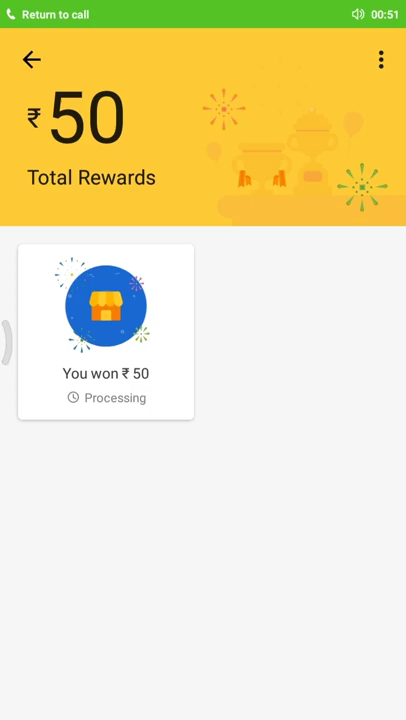 Return to call 00:51
₹ 50
Total Rewards
You won ₹ 50
Processing